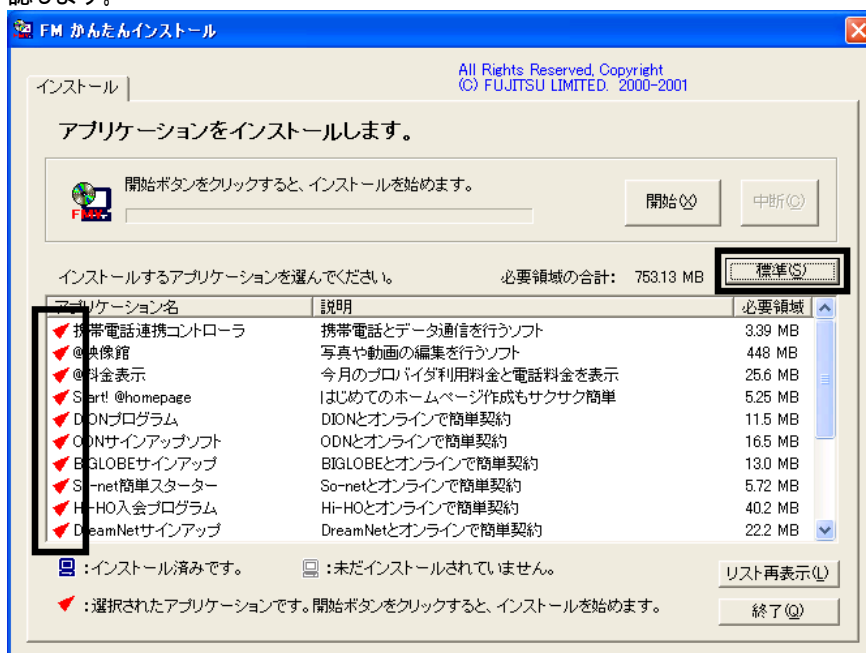 認します。
FM かんたんインストール
インストール
All Rights Reserved, Copyright
(C) FUJITSU LIMITED. 2000-2001
アプリケーションをインストールします。
開始ボタンをクリックすると、インストールを始めます。
FMV
開始(X)
中断(C)
インストールするアプリケーションを選んでください。 必要領域の合計: 753.13 MB 標準(S)
アプリケーション名 説明 必要領域
携帯電話連携コントローラ 携帯電話とデータ通信を行うソフト 3.39 MB
@映像館 写真や動画の編集を行うソフト 448 MB
@料金表示 今月のプロバイダ利用料金と電話料金を表示 25.6 MB
Start! @homepage はじめてのホームページ作成もサクサク簡単 5.25 MB
DIONプログラム DIONとオンラインで簡単契約 11.5 MB
ODNサインアップソフト ODNとオンラインで簡単契約 16.5 MB
BIGLOBEサインアップ BIGLOBEとオンラインで簡単契約 13.0 MB
So-net簡単スターター So-netとオンラインで簡単契約 5.72 MB
Hi-HO入会プログラム Hi-HOとオンラインで簡単契約 40.2 MB
DreamNetサインアップ DreamNetとオンラインで簡単契約 22.2 MB
:インストール済みです。 :未だインストールされていません。
リスト再表示(L)
:選択されたアプリケーションです。開始ボタンをクリックすると、インストールを始めます。
終了(Q)